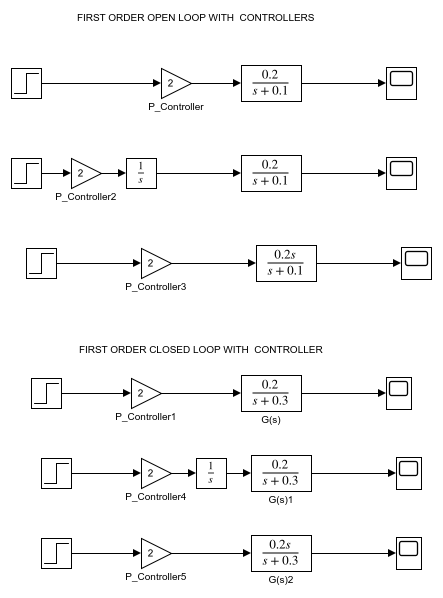 FIRST ORDER OPEN LOOP WITH CONTROLLERS
2
0.2
s + 0.1
P_Controller
2
1
s
0.2
s + 0.1
P_Controller2
2
0.2s
s + 0.1
P_Controller3
FIRST ORDER CLOSED LOOP WITH CONTROLLER
2
0.2
s + 0.3
P_Controller1
G(s)
2
1
s
0.2
s + 0.3
P_Controller4
G(s)1
2
0.2s
s + 0.3
P_Controller5
G(s)2